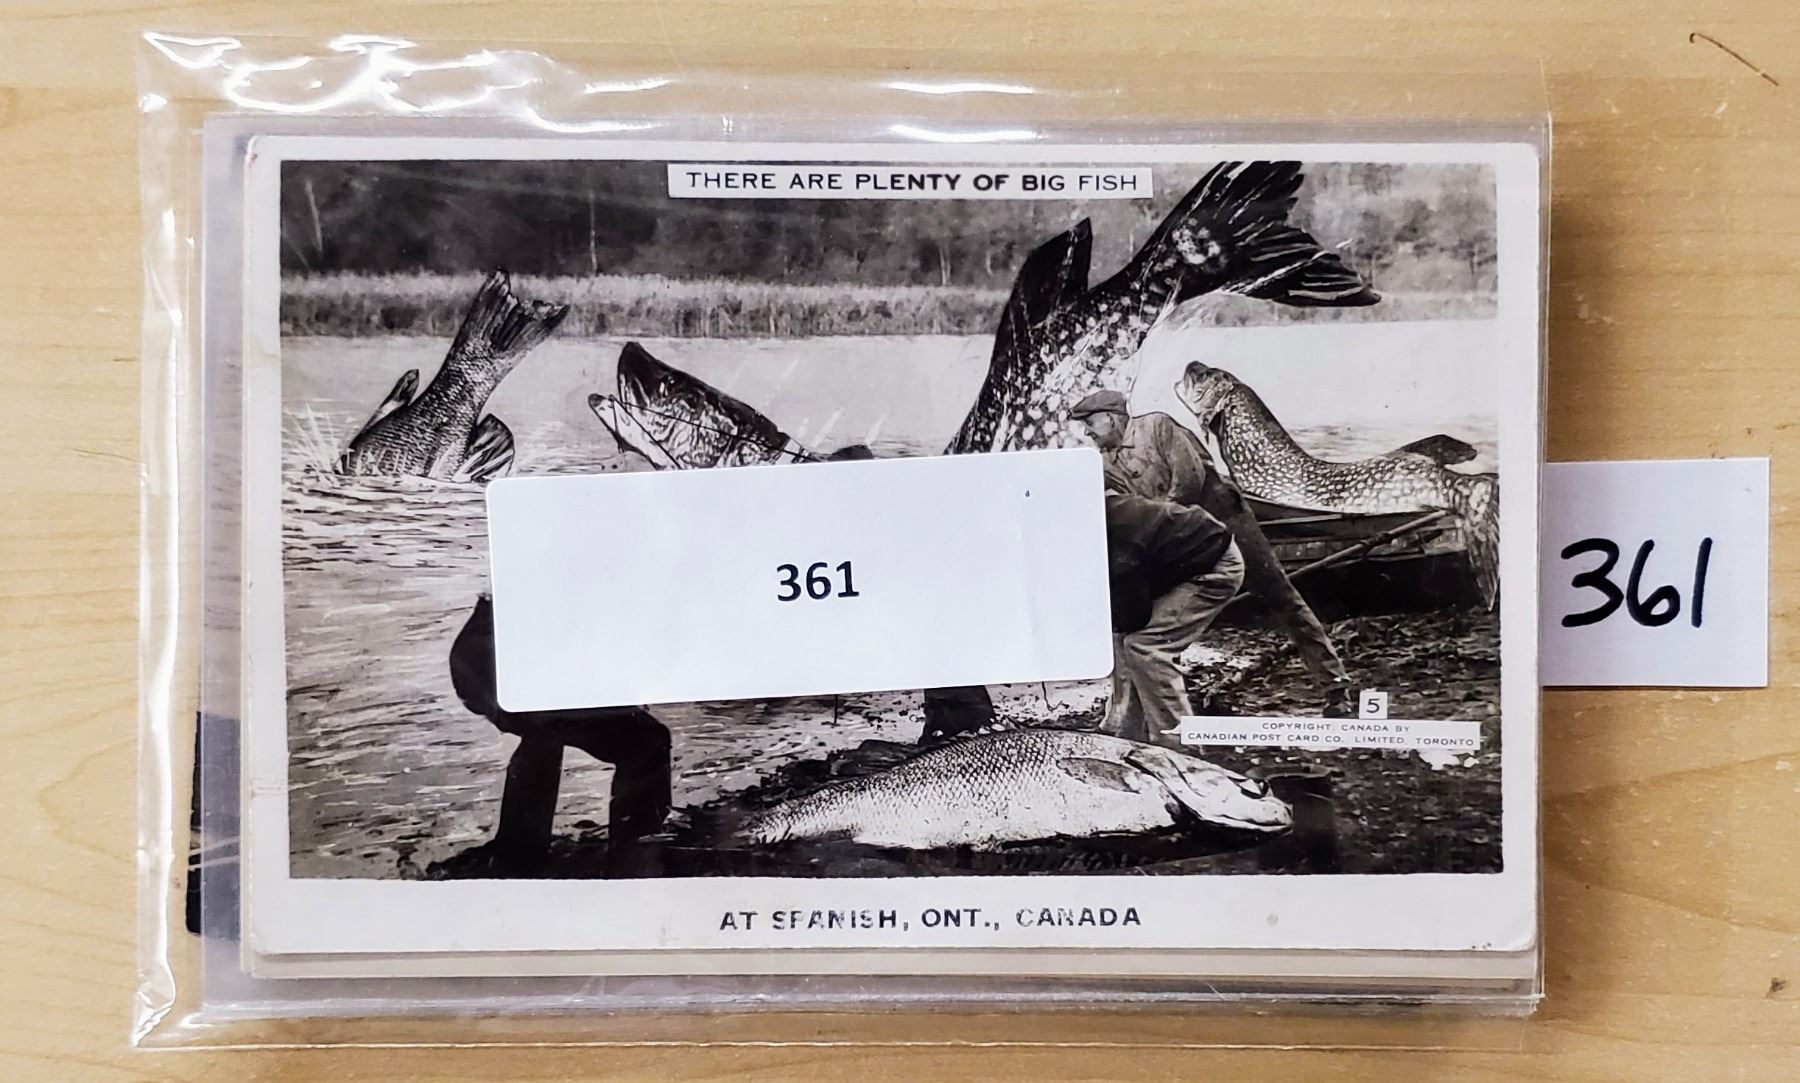 THERE ARE PLENTY OF BIG FISH
361
361
5
COPYRIGHT, CANADA BY
CANADIAN POST CARD CO., LIMITED, TORONTO
AT SPANISH, ONT., CANADA